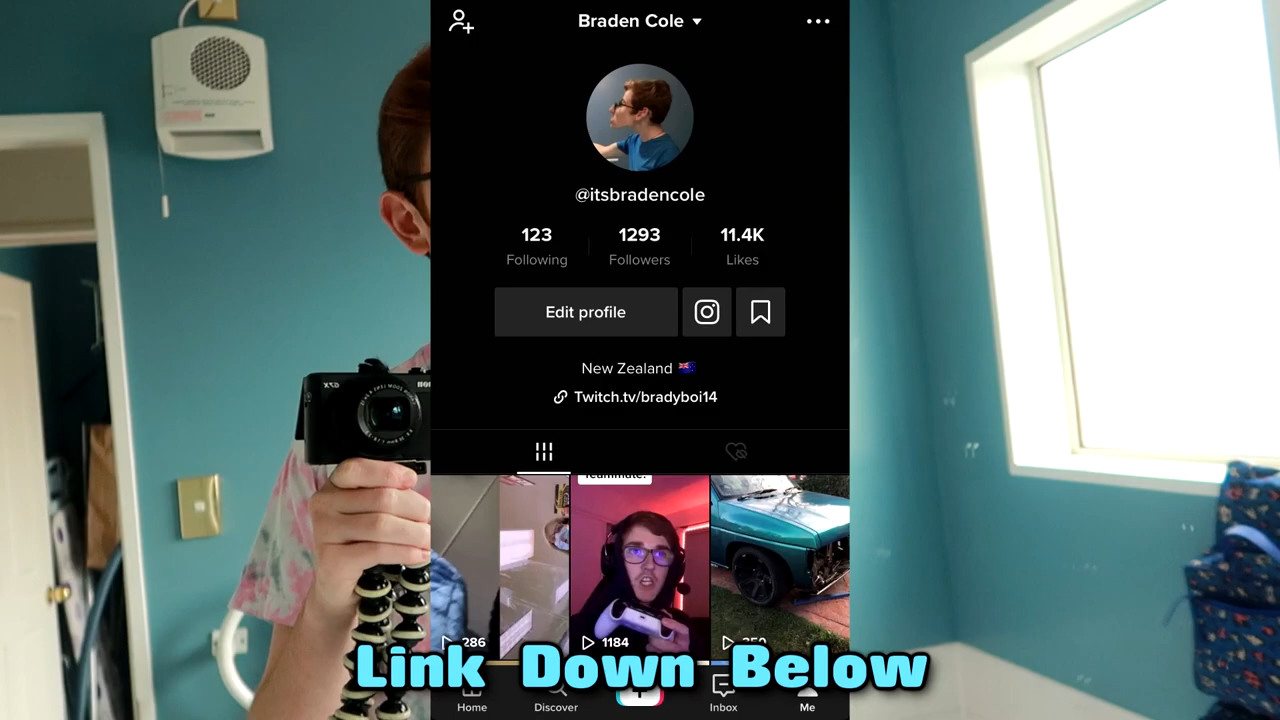 Braden Cole
@itsbradencole
123 1293 11.4K
Following Followers Likes
Edit profile
New Zealand
Twitch.tv/bradyboi14
286 1184
Link Down Below
Home Discover Inbox Me